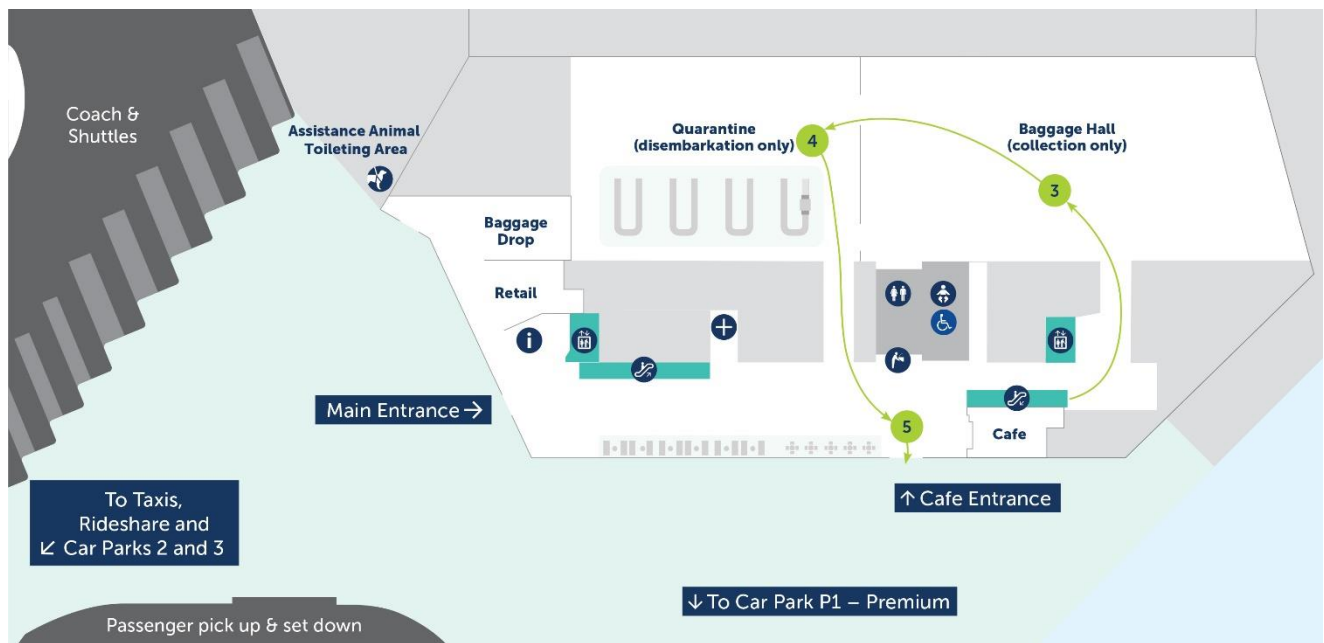 Coach &
Shuttles
Assistance Animal
Toileting Area
Quarantine
(disembarkation only)
4
Baggage Hall
(collection only)
3
Baggage
Drop
Retail
i
Main Entrance →
5
Cafe
To Taxis,
Rideshare and
↙ Car Parks 2 and 3
↑ Cafe Entrance
↓ To Car Park P1 – Premium
Passenger pick up & set down